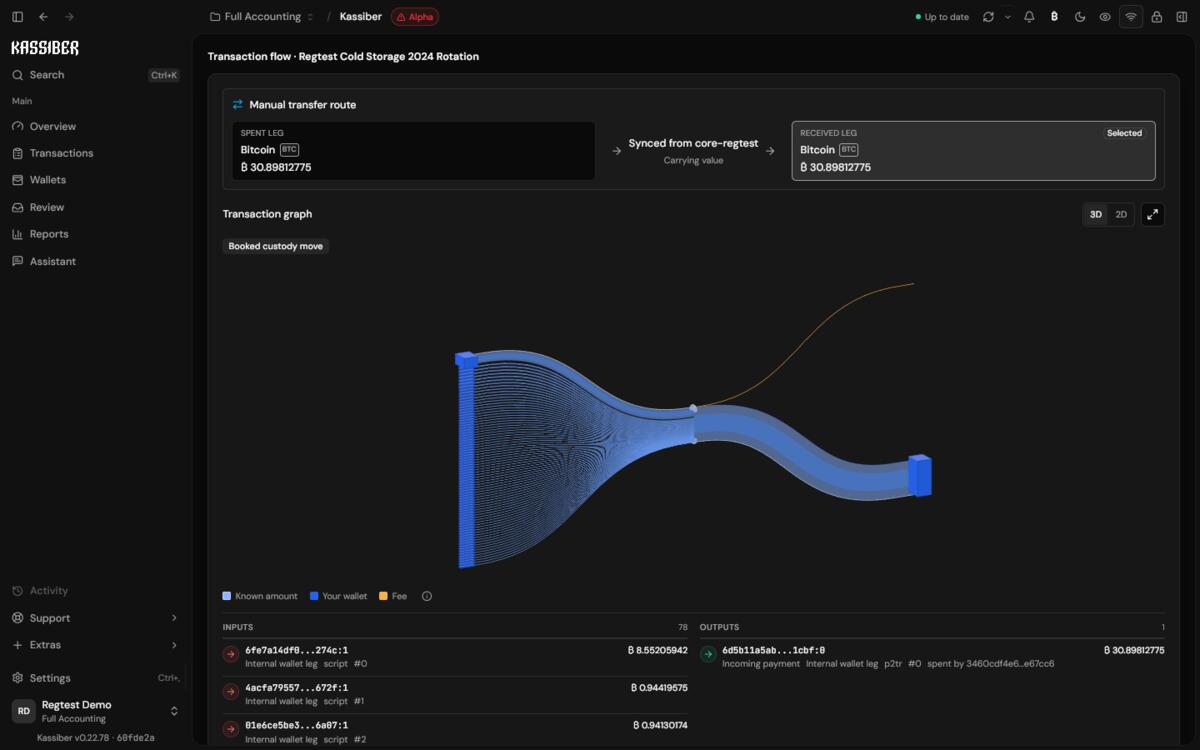 Full Accounting / Kassiber Alpha
Up to date
KASSIBER
Search Ctrl+K
Main
Overview
Transactions
Wallets
Review
Reports
Assistant
Activity
Support
Extras
Settings Ctrl+,
RD Regtest Demo
Full Accounting
Kassiber v0.22.78 · 60fde2a
Transaction flow · Regtest Cold Storage 2024 Rotation
Manual transfer route
SPENT LEG
Bitcoin BTC
₿ 30.89812775
Synced from core-regtest
Carrying value
RECEIVED LEG Selected
Bitcoin BTC
₿ 30.89812775
Transaction graph
3D 2D
Booked custody move
Known amount Your wallet Fee
INPUTS 78
6fe7a14df0...274c:1 ₿ 8.55205942
Internal wallet leg script #0
4acfa79557...672f:1 ₿ 0.94419575
Internal wallet leg script #1
01e6ce5be3...6a07:1 ₿ 0.94130174
Internal wallet leg script #2
OUTPUTS 1
6d5b11a5ab...1cbf:0 ₿ 30.89812775
Incoming payment Internal wallet leg p2tr #0 spent by 3460cdf4e6…e67cc6